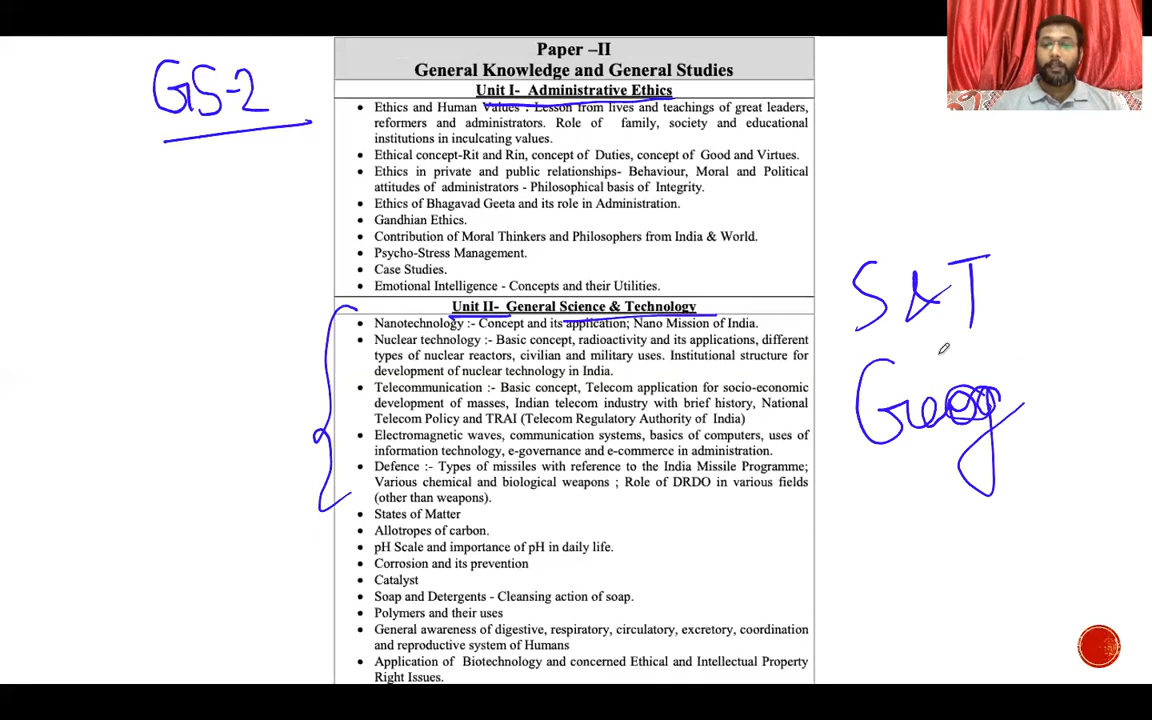 GS-2
Paper –II
General Knowledge and General Studies
Unit I- Administrative Ethics
• Ethics and Human Values : Lesson from lives and teachings of great leaders,
reformers and administrators. Role of family, society and educational
institutions in inculcating values.
• Ethical concept-Rit and Rin, concept of Duties, concept of Good and Virtues.
• Ethics in private and public relationships- Behaviour, Moral and Political
attitudes of administrators - Philosophical basis of Integrity.
• Ethics of Bhagavad Geeta and its role in Administration.
• Gandhian Ethics.
• Contribution of Moral Thinkers and Philosophers from India & World.
• Psycho-Stress Management.
• Case Studies.
• Emotional Intelligence - Concepts and their Utilities.
Unit II- General Science & Technology
• Nanotechnology :- Concept and its application; Nano Mission of India.
• Nuclear technology :- Basic concept, radioactivity and its applications, different
types of nuclear reactors, civilian and military uses. Institutional structure for
development of nuclear technology in India.
• Telecommunication :- Basic concept, Telecom application for socio-economic
development of masses, Indian telecom industry with brief history, National
Telecom Policy and TRAI (Telecom Regulatory Authority of India)
• Electromagnetic waves, communication systems, basics of computers, uses of
information technology, e-governance and e-commerce in administration.
• Defence :- Types of missiles with reference to the India Missile Programme;
Various chemical and biological weapons ; Role of DRDO in various fields
(other than weapons).
• States of Matter
• Allotropes of carbon.
• pH Scale and importance of pH in daily life.
• Corrosion and its prevention
• Catalyst
• Soap and Detergents - Cleansing action of soap.
• Polymers and their uses
• General awareness of digestive, respiratory, circulatory, excretory, coordination
and reproductive system of Humans
• Application of Biotechnology and concerned Ethical and Intellectual Property
Right Issues.
S & T
Geog